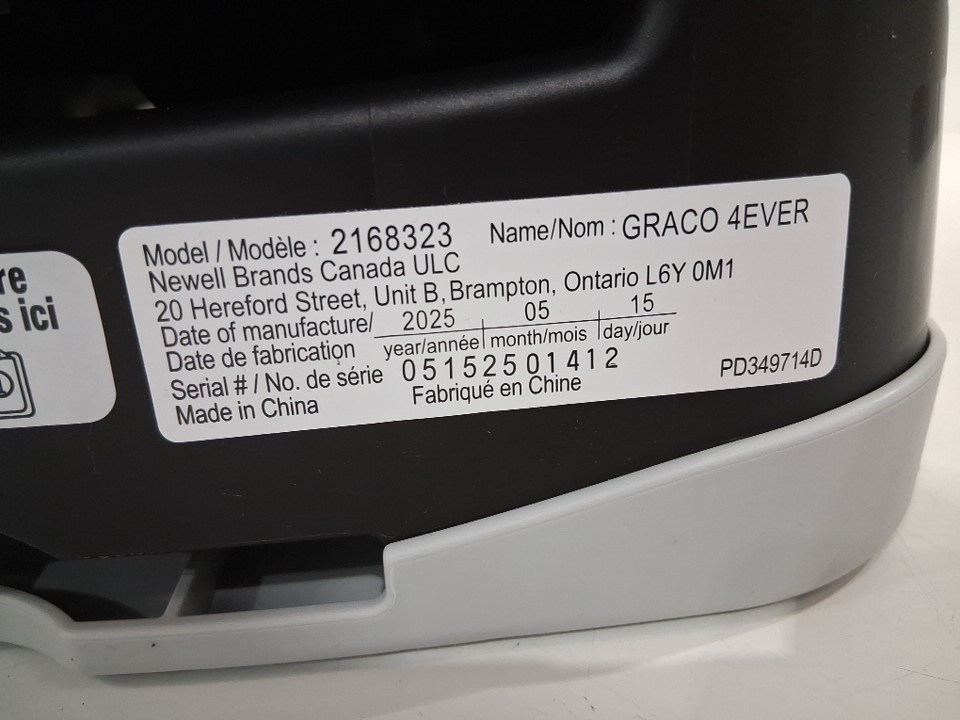 re
s ici
Model / Modèle : 2168323 Name/Nom : GRACO 4EVER
Newell Brands Canada ULC
20 Hereford Street, Unit B, Brampton, Ontario L6Y 0M1
Date of manufacture/ 2025 05 15
Date de fabrication year/année month/mois day/jour
Serial # / No. de série 05152501412
Made in China Fabriqué en Chine PD349714D